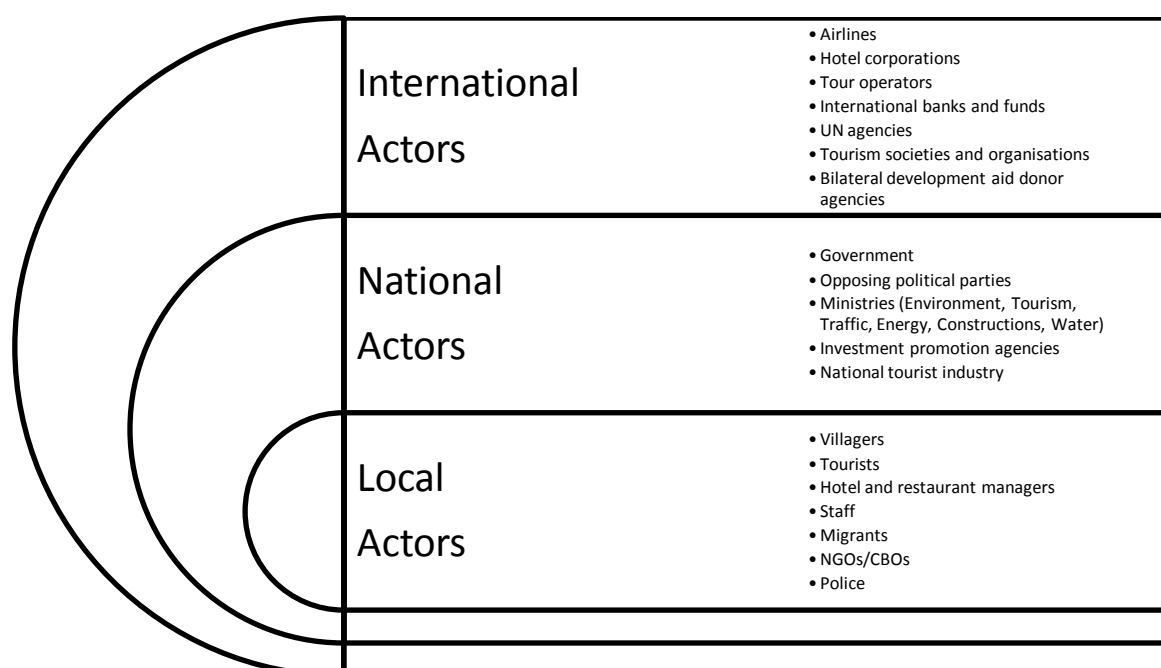 International
Actors
• Airlines
• Hotel corporations
• Tour operators
• International banks and funds
• UN agencies
• Tourism societies and organisations
• Bilateral development aid donor
agencies
National
Actors
• Government
• Opposing political parties
• Ministries (Environment, Tourism,
Traffic, Energy, Constructions, Water)
• Investment promotion agencies
• National tourist industry
Local
Actors
• Villagers
• Tourists
• Hotel and restaurant managers
• Staff
• Migrants
• NGOs/CBOs
• Police